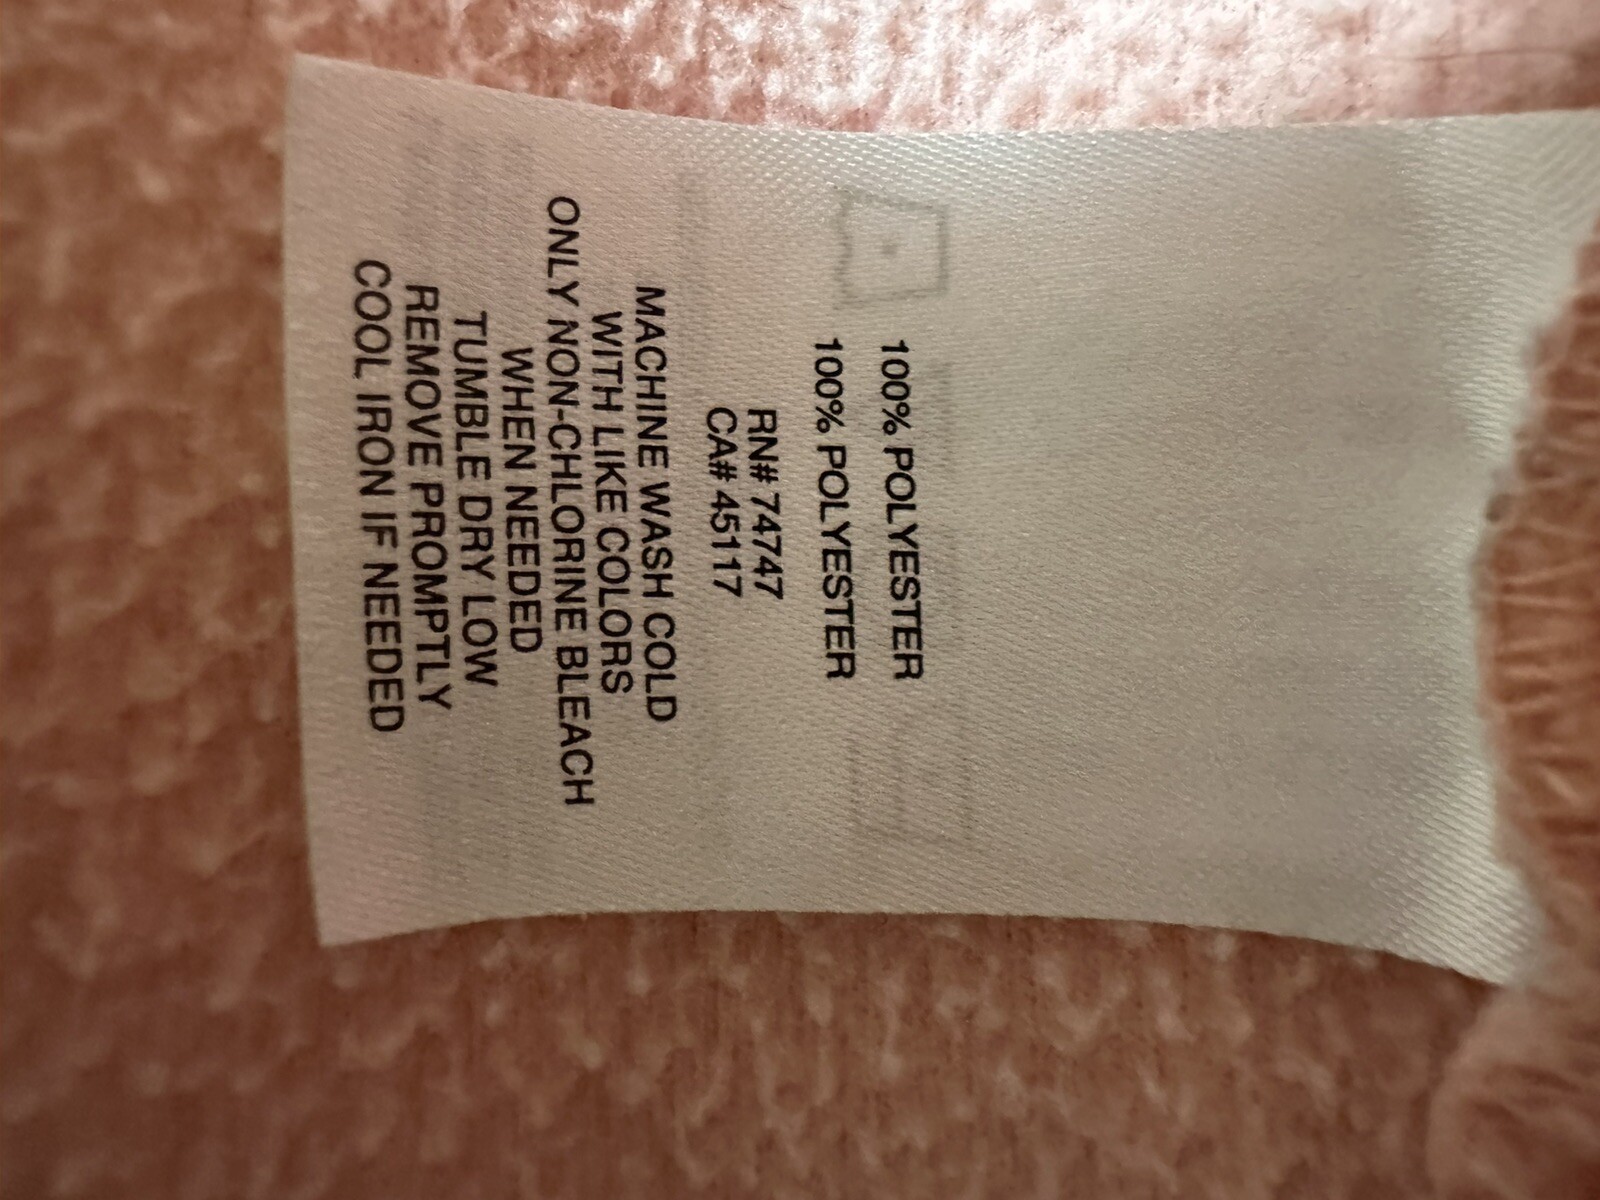 100% POLYESTER
100% POLYESTER
RN# 74747
CA# 45117
MACHINE WASH COLD
WITH LIKE COLORS
ONLY NON-CHLORINE BLEACH
WHEN NEEDED
TUMBLE DRY LOW
REMOVE PROMPTLY
COOL IRON IF NEEDED